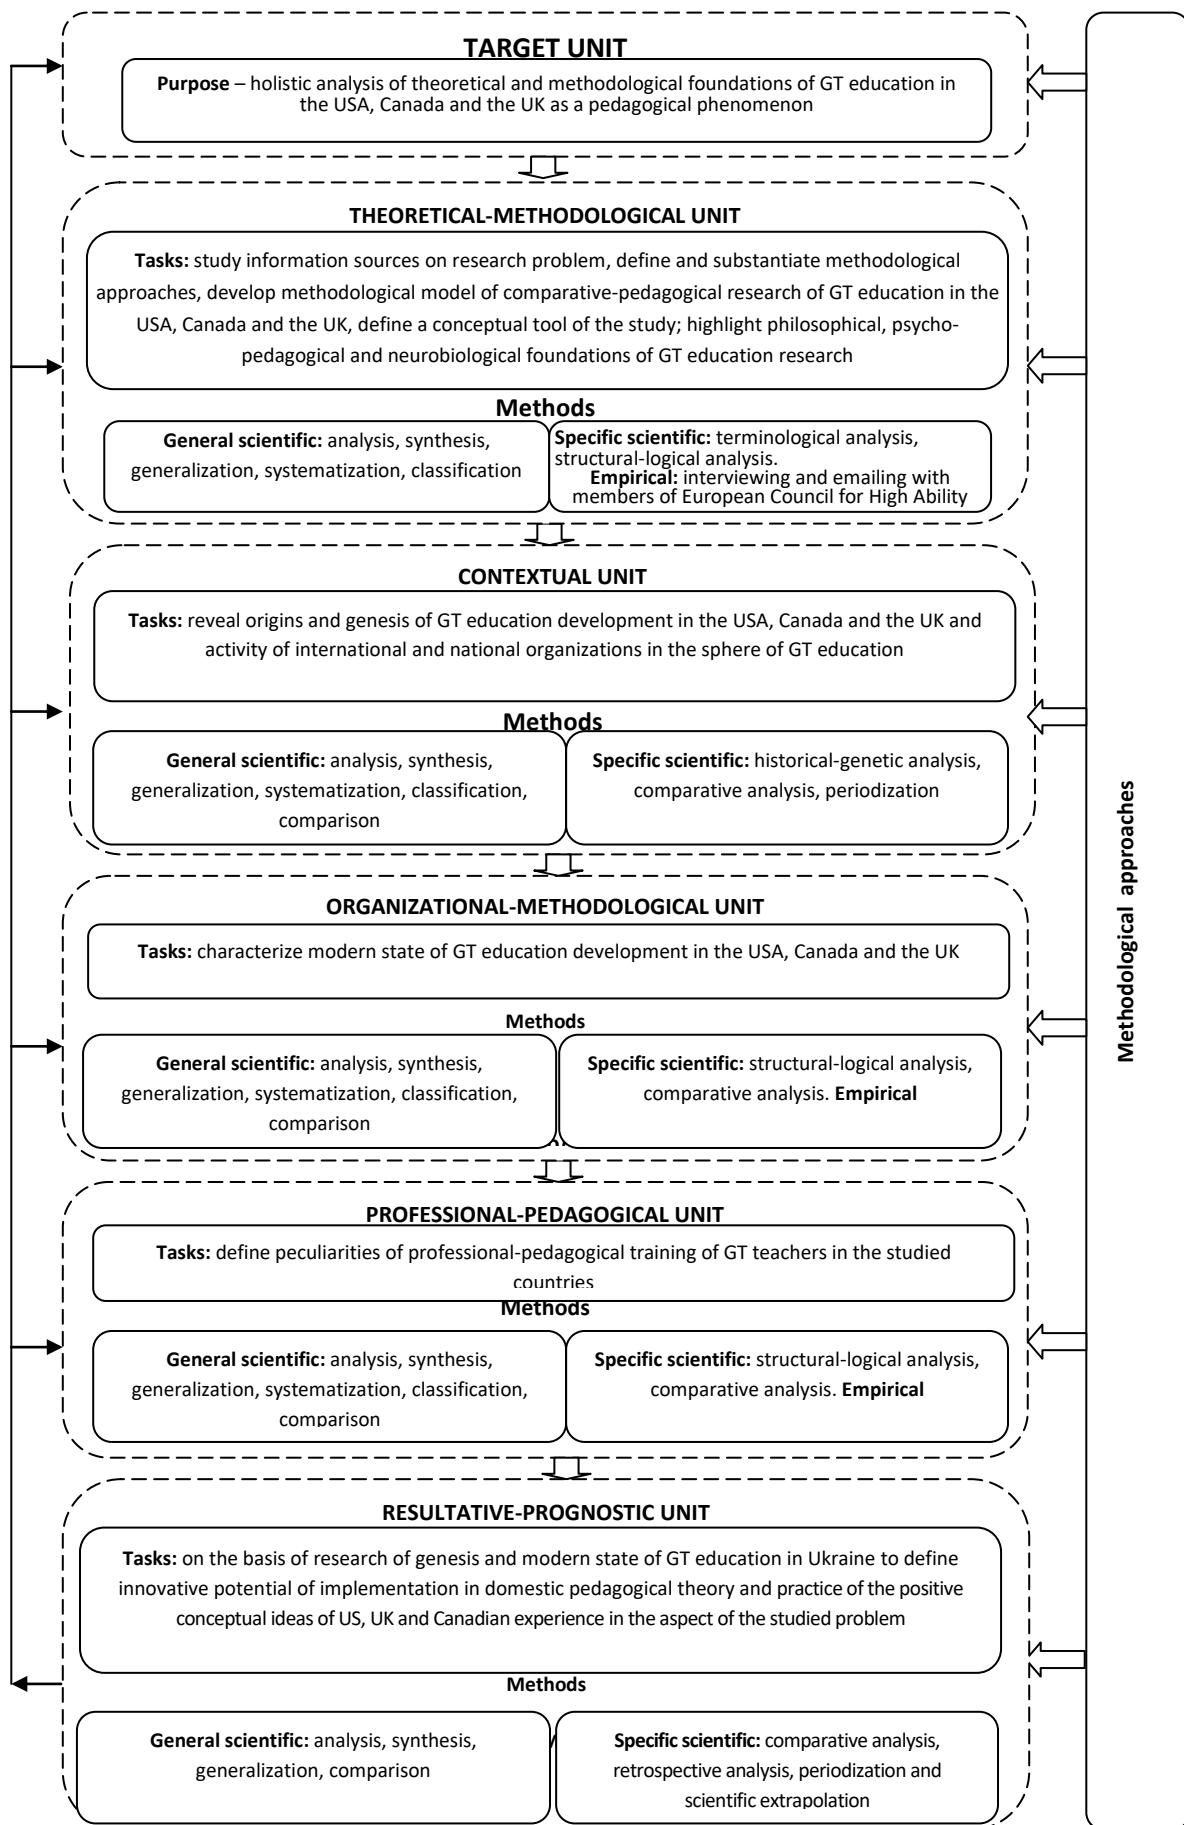 TARGET UNIT
Purpose – holistic analysis of theoretical and methodological foundations of GT education in
the USA, Canada and the UK as a pedagogical phenomenon
THEORETICAL-METHODOLOGICAL UNIT
Tasks: study information sources on research problem, define and substantiate methodological
approaches, develop methodological model of comparative-pedagogical research of GT education in the
USA, Canada and the UK, define a conceptual tool of the study; highlight philosophical, psycho-
pedagogical and neurobiological foundations of GT education research
Methods
General scientific: analysis, synthesis,
generalization, systematization, classification
Specific scientific: terminological analysis,
structural-logical analysis.
Empirical: interviewing and emailing with
members of European Council for High Ability
CONTEXTUAL UNIT
Tasks: reveal origins and genesis of GT education development in the USA, Canada and the UK and
activity of international and national organizations in the sphere of GT education
Methods
General scientific: analysis, synthesis,
generalization, systematization, classification,
comparison
Specific scientific: historical-genetic analysis,
comparative analysis, periodization
ORGANIZATIONAL-METHODOLOGICAL UNIT
Tasks: characterize modern state of GT education development in the USA, Canada and the UK
Methods
General scientific: analysis, synthesis,
generalization, systematization, classification,
comparison
Specific scientific: structural-logical analysis,
comparative analysis. Empirical
PROFESSIONAL-PEDAGOGICAL UNIT
Tasks: define peculiarities of professional-pedagogical training of GT teachers in the studied
countries
Methods
General scientific: analysis, synthesis,
generalization, systematization, classification,
comparison
Specific scientific: structural-logical analysis,
comparative analysis. Empirical
RESULTATIVE-PROGNOSTIC UNIT
Tasks: on the basis of research of genesis and modern state of GT education in Ukraine to define
innovative potential of implementation in domestic pedagogical theory and practice of the positive
conceptual ideas of US, UK and Canadian experience in the aspect of the studied problem
Methods
General scientific: analysis, synthesis,
generalization, comparison
Specific scientific: comparative analysis,
retrospective analysis, periodization and
scientific extrapolation
Methodological approaches